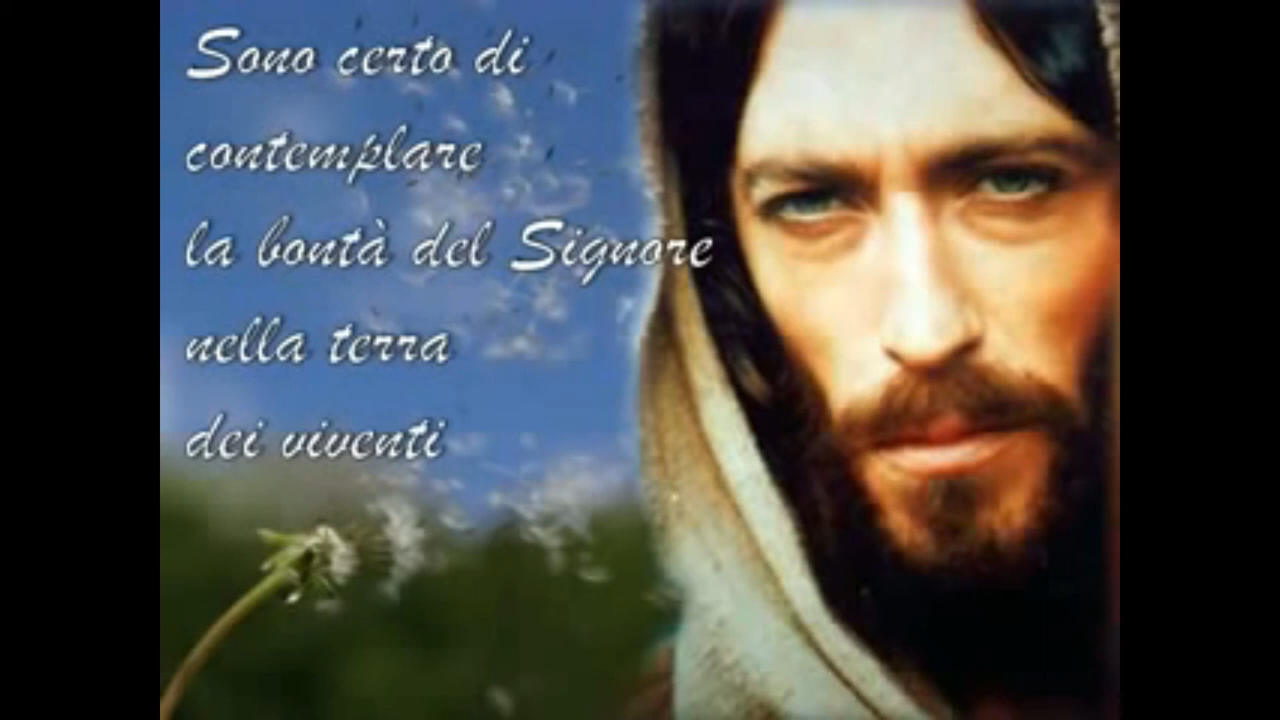 Sono certo di
contemplare
la bontà del Signore
nella terra
dei viventi